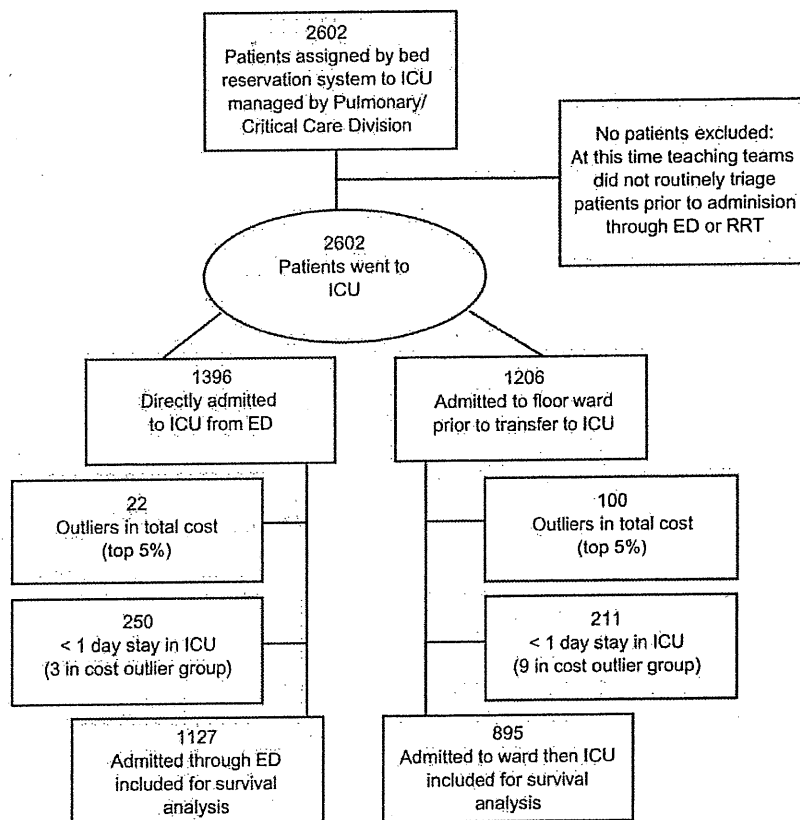 2602
Patients assigned by bed
reservation system to ICU
managed by Pulmonary/
Critical Care Division
No patients excluded:
At this time teaching teams
did not routinely triage
patients prior to adminision
through ED or RRT
2602
Patients went to
ICU
1396
Directly admitted
to ICU from ED
1206
Admitted to floor ward
prior to transfer to ICU
22
Outliers in total cost
(top 5%)
100
Outliers in total cost
(top 5%)
250
< 1 day stay in ICU
(3 in cost outlier group)
211
< 1 day stay in ICU
(9 in cost outlier group)
1127
Admitted through ED
included for survival
analysis
895
Admitted to ward then ICU
included for survival
analysis